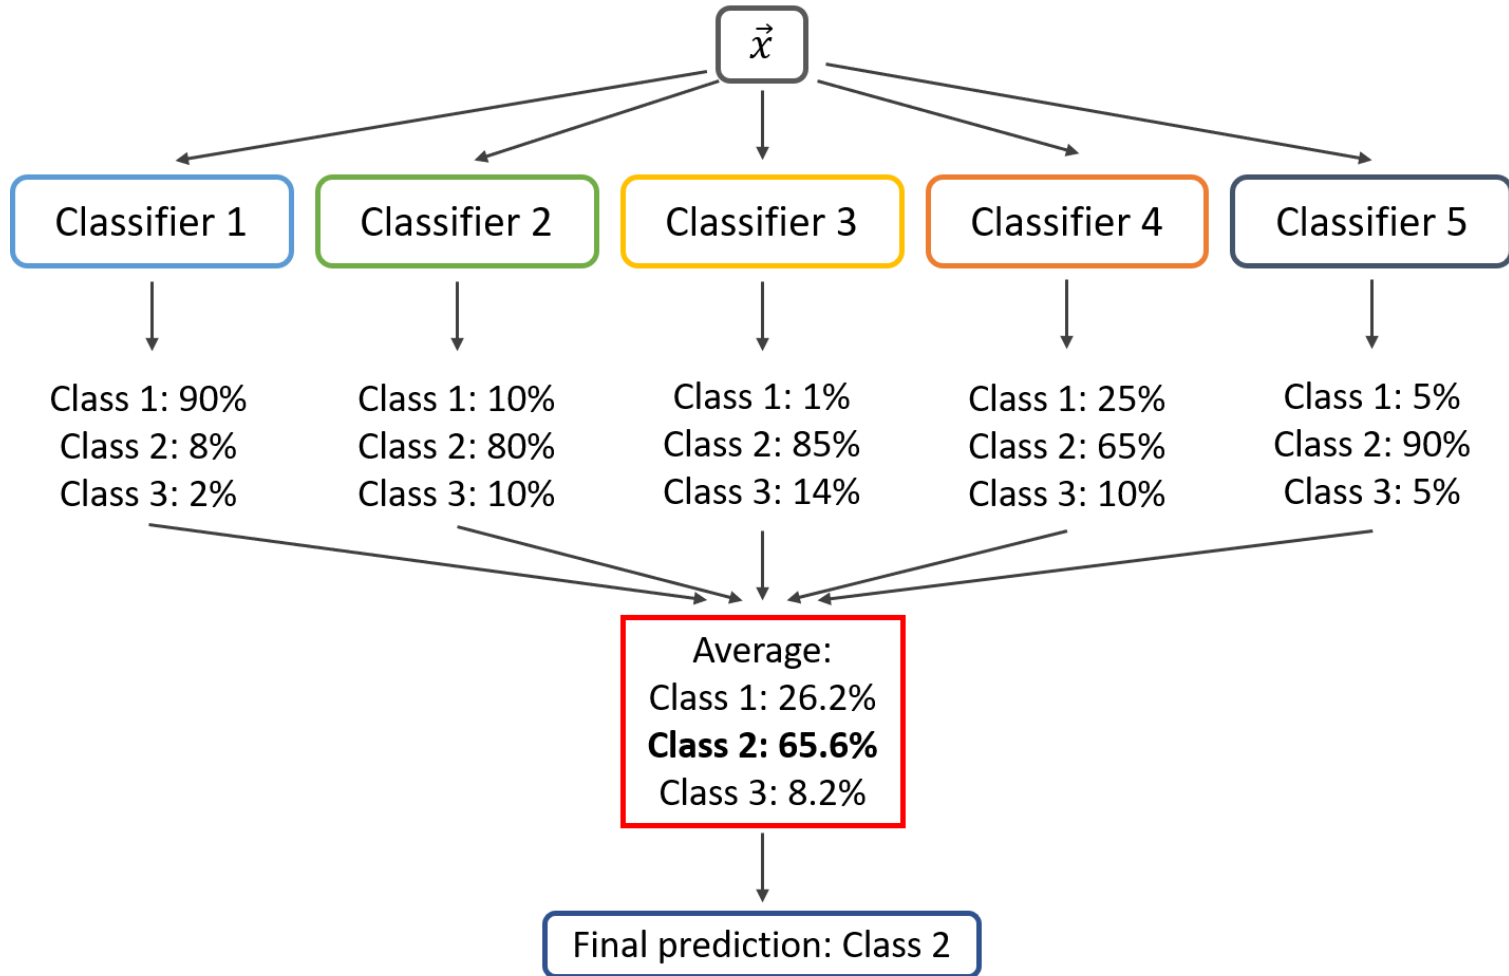 x⃗
Classifier 1
Classifier 2
Classifier 3
Classifier 4
Classifier 5
Class 1: 90%
Class 2: 8%
Class 3: 2%
Class 1: 10%
Class 2: 80%
Class 3: 10%
Class 1: 1%
Class 2: 85%
Class 3: 14%
Class 1: 25%
Class 2: 65%
Class 3: 10%
Class 1: 5%
Class 2: 90%
Class 3: 5%
Average:
Class 1: 26.2%
Class 2: 65.6%
Class 3: 8.2%
Final prediction: Class 2